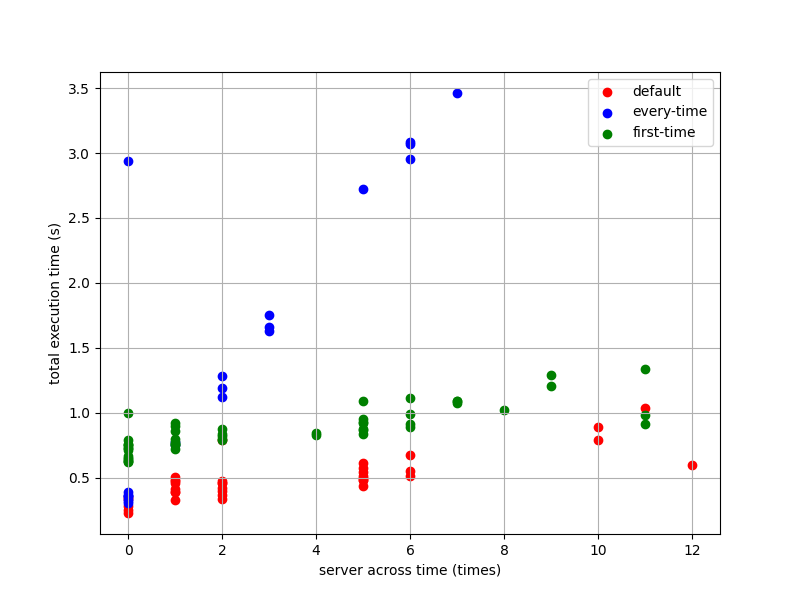 default
every-time
first-time
3.5
3.0
2.5
2.0
1.5
1.0
0.5
total execution time (s)
0 2 4 6 8 10 12
server across time (times)